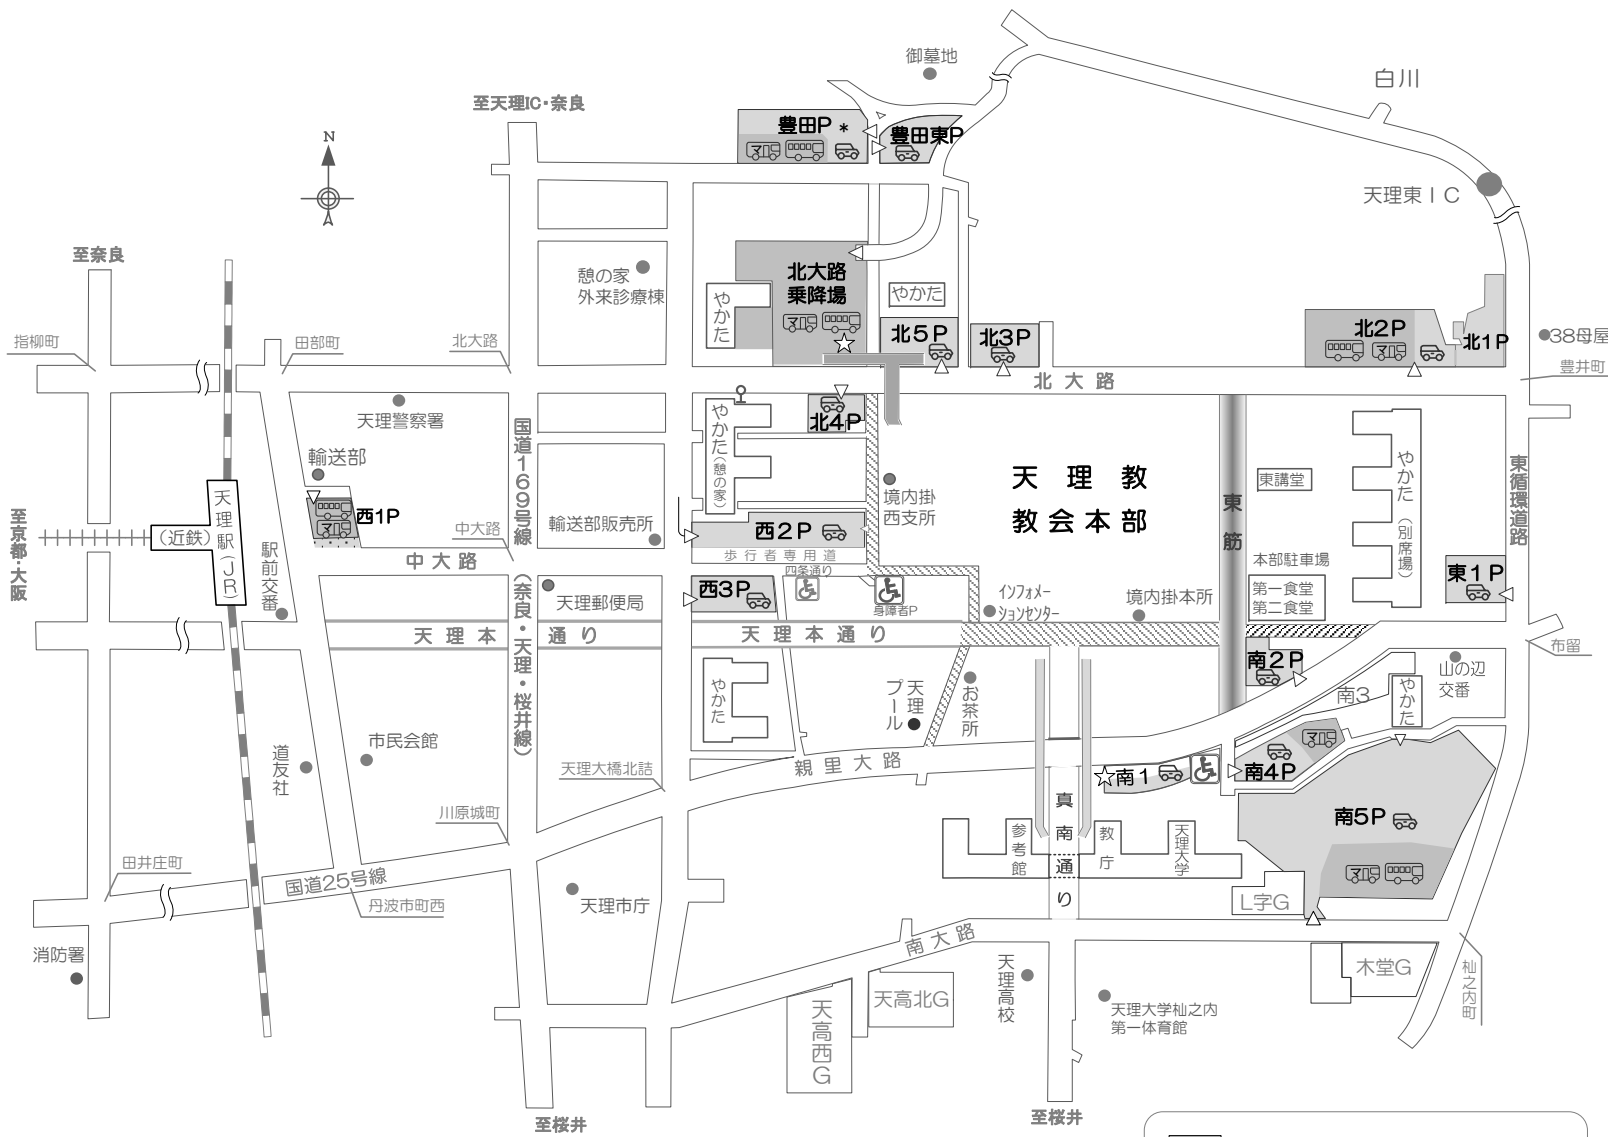 御墓地
白川
至天理IC・奈良
豊田P *
マ
豊田東P
N
天理東IC
至奈良
憩の家
外来診療棟
やかた
北大路
乗降場
マ
やかた
北5P
北3P
北2P
マ
北1P
38母屋
指柳町
田部町
北大路
豊井町
北大路
天理警察署
やかた
(憩の家)
北4P
国道169号線
(奈良・天理・桜井線)
輸送部
天理教
教会本部
東筋
東講堂
やかた
(別席場)
東循環道路
境内掛
西支所
天理駅(JR)
(近鉄)
至京都・大阪
マ
西1P
中大路
輸送部販売所
西2P
歩行者専用道
四条通り
本部駐車場
駅前交番
中大路
西3P
身障者P
天理郵便局
インフォメー
ションセンター
境内掛本所
第一食堂
第二食堂
東1P
天理本通り
天理本通り
南2P
布留
山の辺
交番
やかた
天理
プール
お茶所
南3
やかた
市民会館
道友社
天理大橋北詰
親里大路
☆南1
マ
南4P
川原城町
真南通り
参考館
教庁
天理大学
南5P
マ
田井庄町
国道25号線
丹波市町西
天理市庁
L字G
消防署
南大路
天理高校
木堂G
杣之内町
天高北G
天高西G
天理大学杣之内
第一体育館
至桜井
至桜井